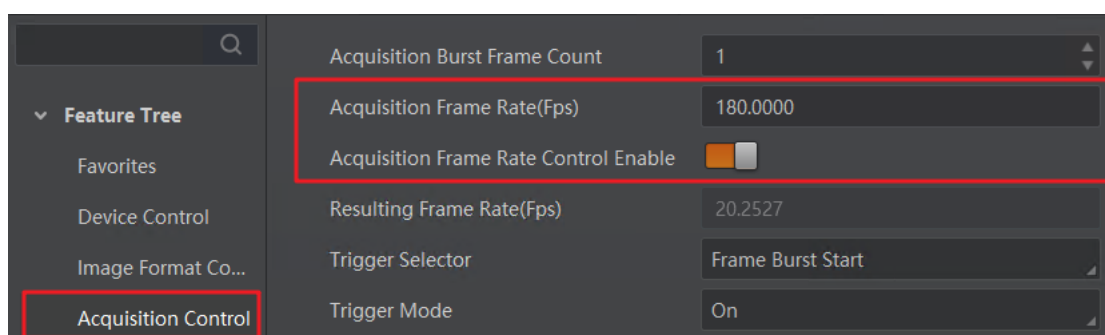 Acquisition Burst Frame Count 1
Acquisition Frame Rate(Fps) 180.0000
Feature Tree
Acquisition Frame Rate Control Enable
Favorites
Resulting Frame Rate(Fps) 20.2527
Device Control
Trigger Selector Frame Burst Start
Image Format Co...
Trigger Mode On
Acquisition Control